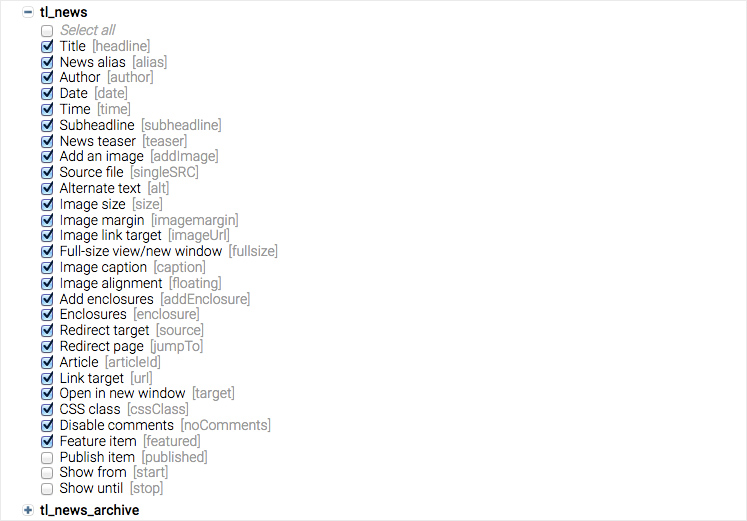 tl_news
Select all
Title [headline]
News alias [alias]
Author [author]
Date [date]
Time [time]
Subheadline [subheadline]
News teaser [teaser]
Add an image [addImage]
Source file [singleSRC]
Alternate text [alt]
Image size [size]
Image margin [imagemargin]
Image link target [imageUrl]
Full-size view/new window [fullsize]
Image caption [caption]
Image alignment [floating]
Add enclosures [addEnclosure]
Enclosures [enclosure]
Redirect target [source]
Redirect page [jumpTo]
Article [articleId]
Link target [url]
Open in new window [target]
CSS class [cssClass]
Disable comments [noComments]
Feature item [featured]
Publish item [published]
Show from [start]
Show until [stop]
tl_news_archive